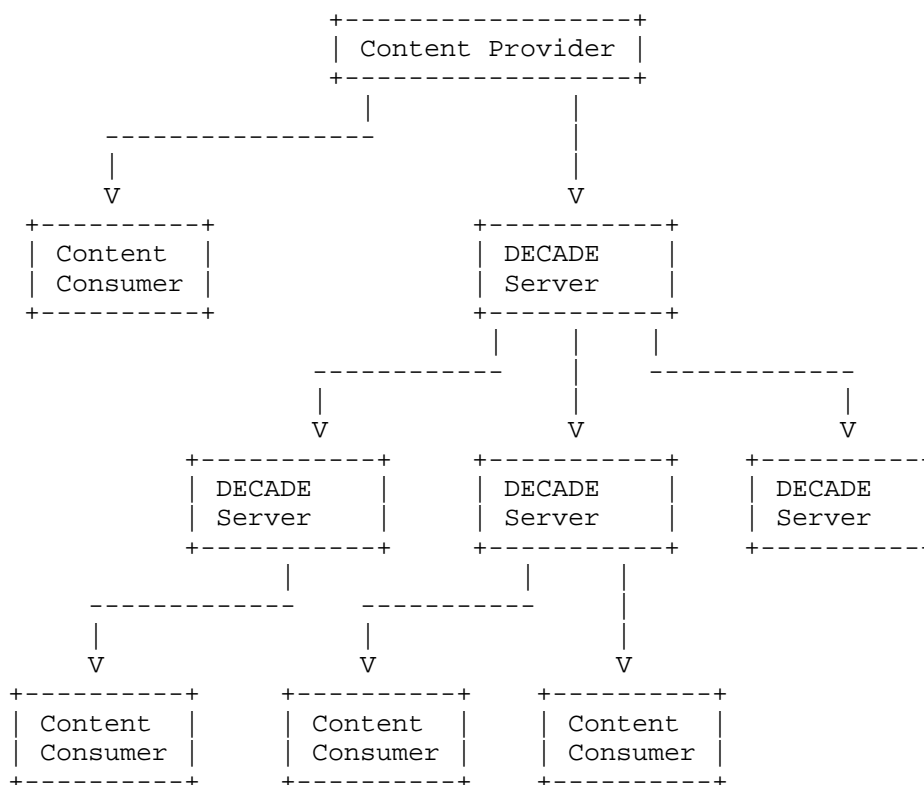 Content Provider
V V
Content DECADE
Consumer Server
V V V
DECADE DECADE DECADE
Server Server Server
V V V
Content Content Content
Consumer Consumer Consumer